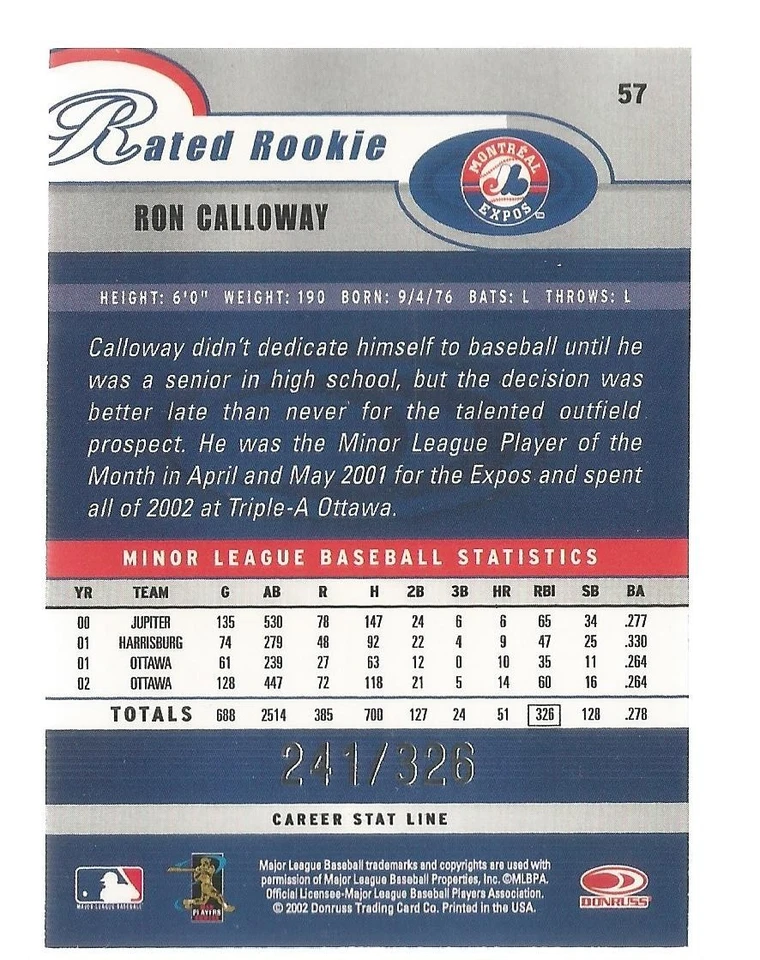 57
Rated Rookie
MONTRÉAL
EXPOS
RON CALLOWAY
HEIGHT: 6'0" WEIGHT: 190 BORN: 9/4/76 BATS: L THROWS: L
Calloway didn't dedicate himself to baseball until he
was a senior in high school, but the decision was
better late than never for the talented outfield
prospect. He was the Minor League Player of the
Month in April and May 2001 for the Expos and spent
all of 2002 at Triple-A Ottawa.
MINOR LEAGUE BASEBALL STATISTICS
YR TEAM G AB R H 2B 3B HR RBI SB BA
00 JUPITER 135 530 78 147 24 6 6 65 34 .277
01 HARRISBURG 74 279 48 92 22 4 9 47 25 .330
01 OTTAWA 61 239 27 63 12 0 10 35 11 .264
02 OTTAWA 128 447 72 118 21 5 14 60 16 .264
TOTALS 688 2514 385 700 127 24 51 326 128 .278
241/326
CAREER STAT LINE
Major League Baseball trademarks and copyrights are used with
permission of Major League Baseball Properties, Inc. ©MLBPA.
Official Licensee-Major League Baseball Players Association.
© 2002 Donruss Trading Card Co. Printed in the USA.
MAJOR LEAGUE BASEBALL
PLAYERS
DONRUSS